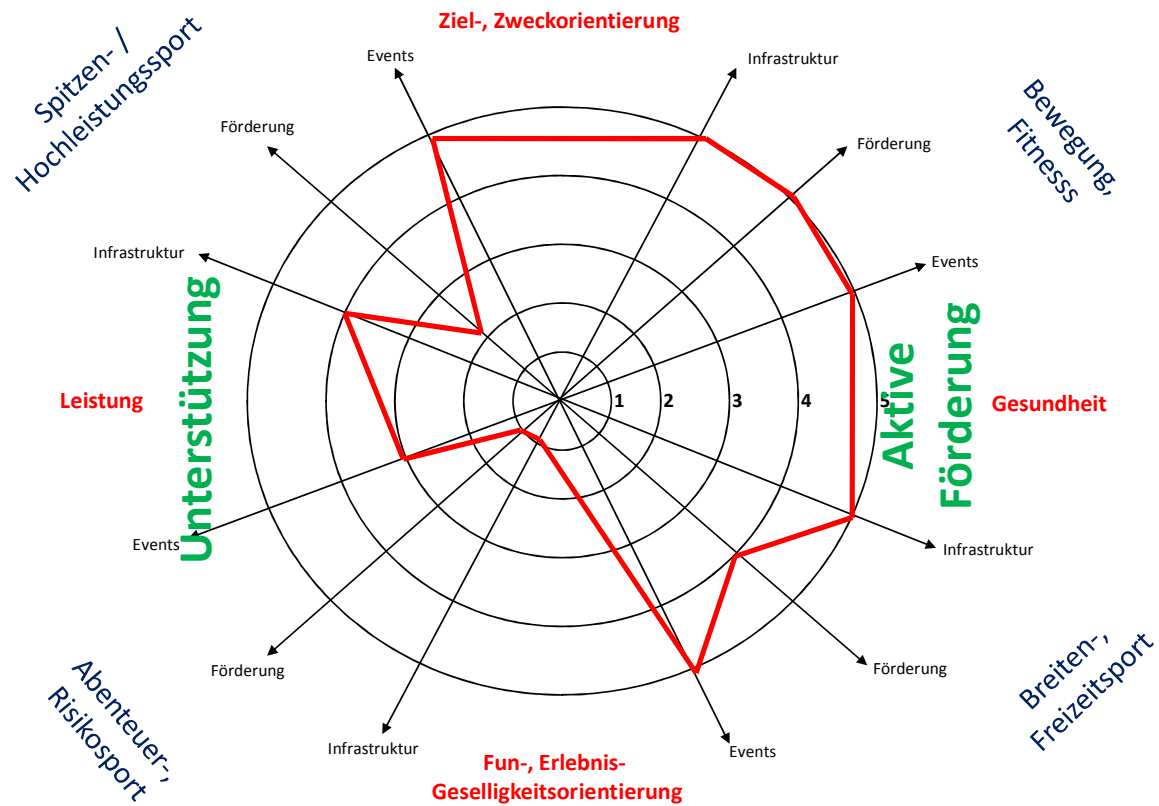 Ziel-, Zweckorientierung
Spitzen- /
Hochleistungssport
Events
Infrastruktur
Bewegung,
Fitnesss
Förderung
Förderung
Infrastruktur
Events
Unterstützung
Aktive
Förderung
Leistung
1
2
3
4
5
Gesundheit
Events
Infrastruktur
Förderung
Förderung
Abenteuer-,
Risikosport
Breiten-,
Freizeitsport
Infrastruktur
Events
Fun-, Erlebnis-
Geselligkeitsorientierung